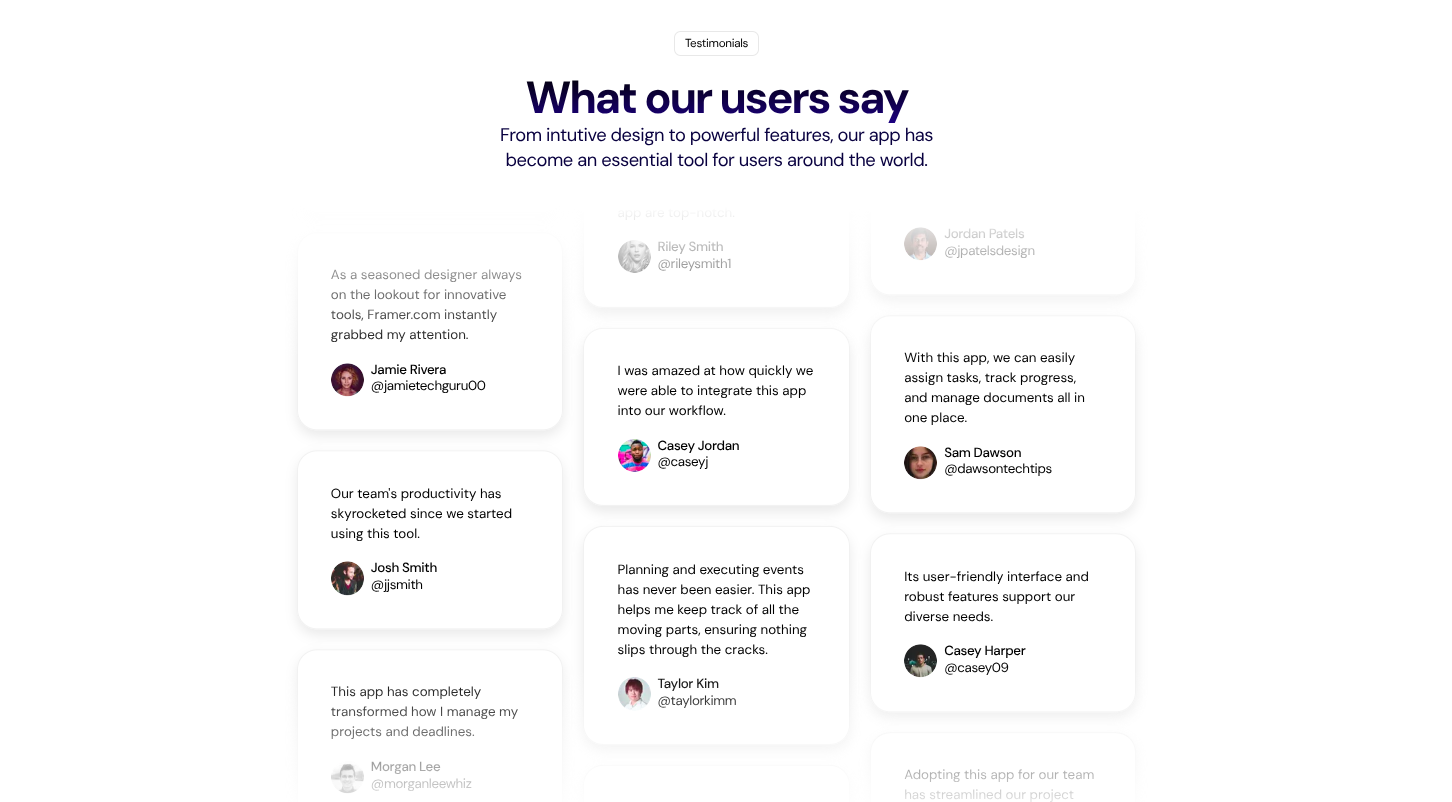 Testimonials
What our users say
From intutive design to powerful features, our app has
become an essential tool for users around the world.
As a seasoned designer always
on the lookout for innovative
tools, Framer.com instantly
grabbed my attention.
Jamie Rivera
@jamietechguru00
Our team's productivity has
skyrocketed since we started
using this tool.
Josh Smith
@jjsmith
This app has completely
transformed how I manage my
projects and deadlines.
Morgan Lee
@morganleewhiz
app are top-notch.
Riley Smith
@rileysmith1
I was amazed at how quickly we
were able to integrate this app
into our workflow.
Casey Jordan
@caseyj
Planning and executing events
has never been easier. This app
helps me keep track of all the
moving parts, ensuring nothing
slips through the cracks.
Taylor Kim
@taylorkimm
Jordan Patels
@jpatelsdesign
With this app, we can easily
assign tasks, track progress,
and manage documents all in
one place.
Sam Dawson
@dawsontechtips
Its user-friendly interface and
robust features support our
diverse needs.
Casey Harper
@casey09
Adopting this app for our team
has streamlined our project